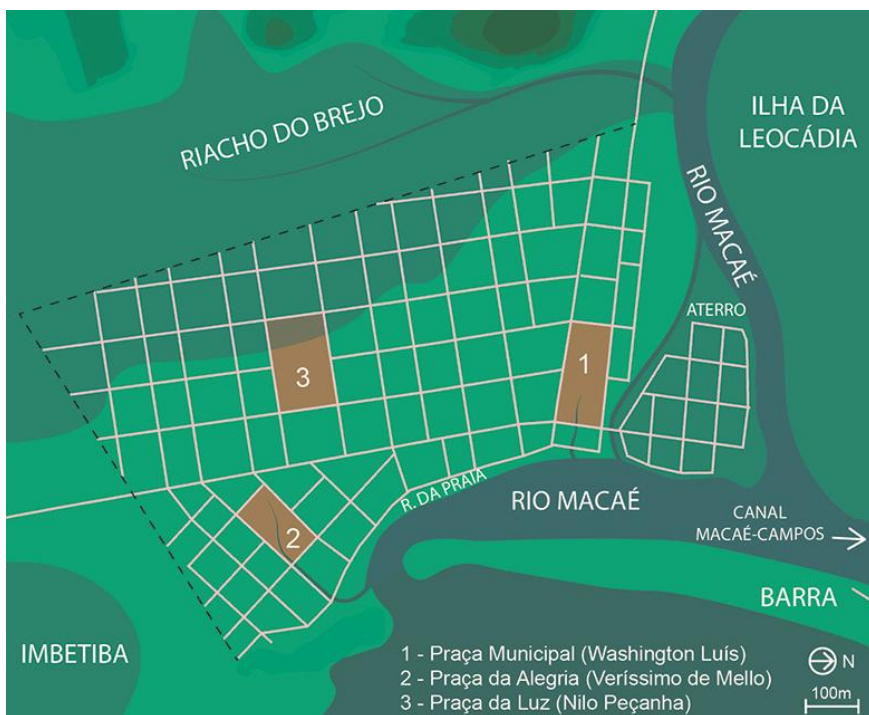 RIACHO DO BREJO
ILHA DA
LEOCÁDIA
RIO MACAÉ
ATERRO
1
3
R. DA PRAIA
RIO MACAÉ
CANAL
MACAÉ-CAMPOS
2
BARRA
IMBETIBA
1 - Praça Municipal (Washington Luís)
2 - Praça da Alegria (Veríssimo de Mello)
3 - Praça da Luz (Nilo Peçanha)
N
100m